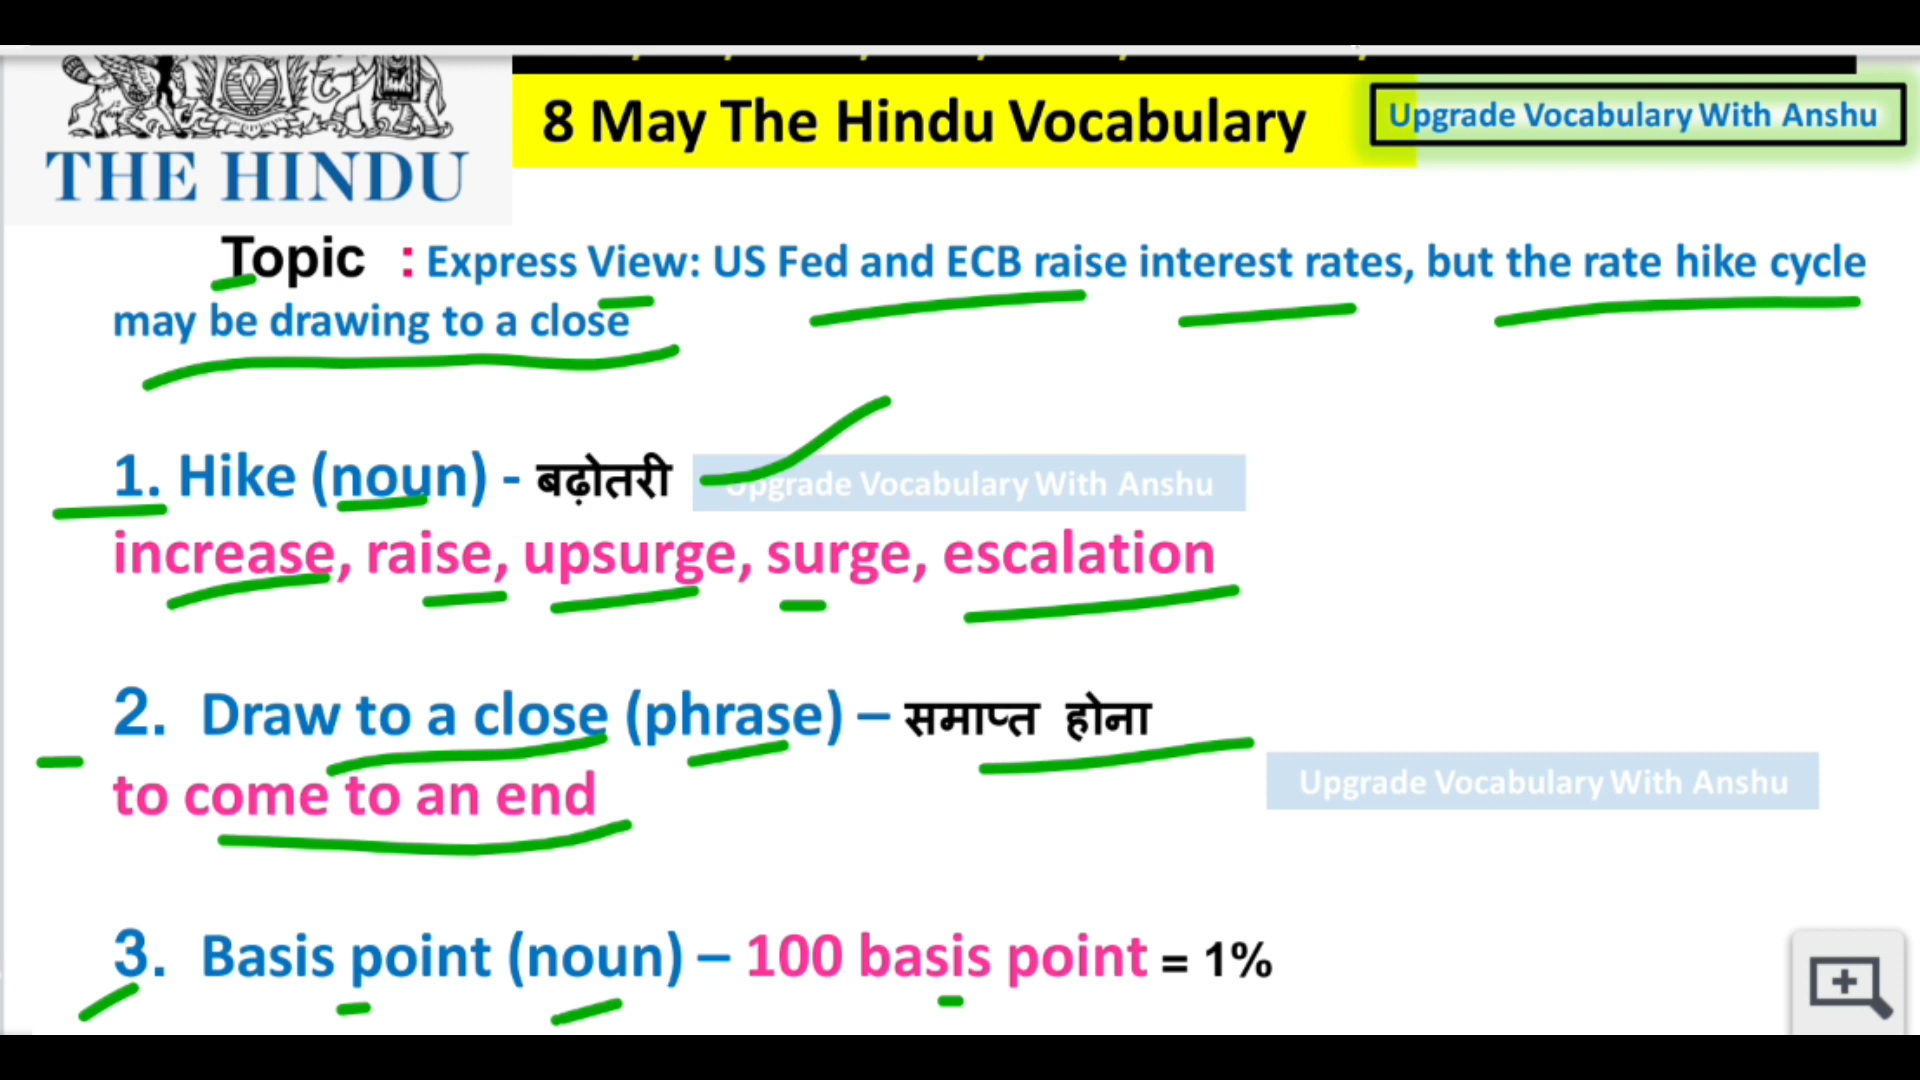 THE HINDU
8 May The Hindu Vocabulary
Upgrade Vocabulary With Anshu
Topic : Express View: US Fed and ECB raise interest rates, but the rate hike cycle
may be drawing to a close
1. Hike (noun) - बढ़ोतरी
Upgrade Vocabulary With Anshu
increase, raise, upsurge, surge, escalation
2. Draw to a close (phrase) – समाप्त होना
to come to an end
Upgrade Vocabulary With Anshu
3. Basis point (noun) – 100 basis point = 1%